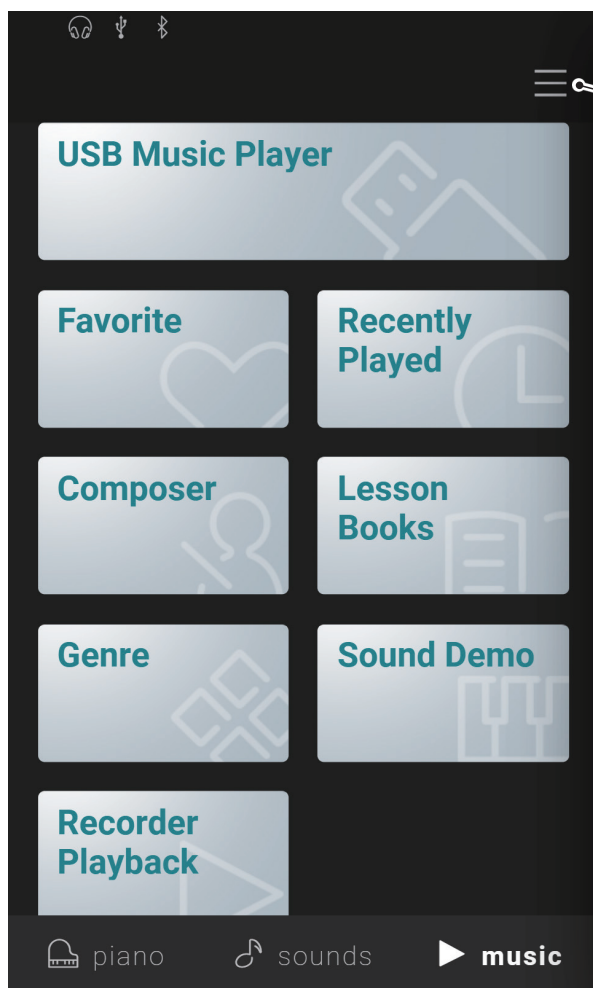 USB Music Player
Favorite
Recently
Played
Composer
Lesson
Books
Genre
Sound Demo
Recorder
Playback
piano
sounds
music